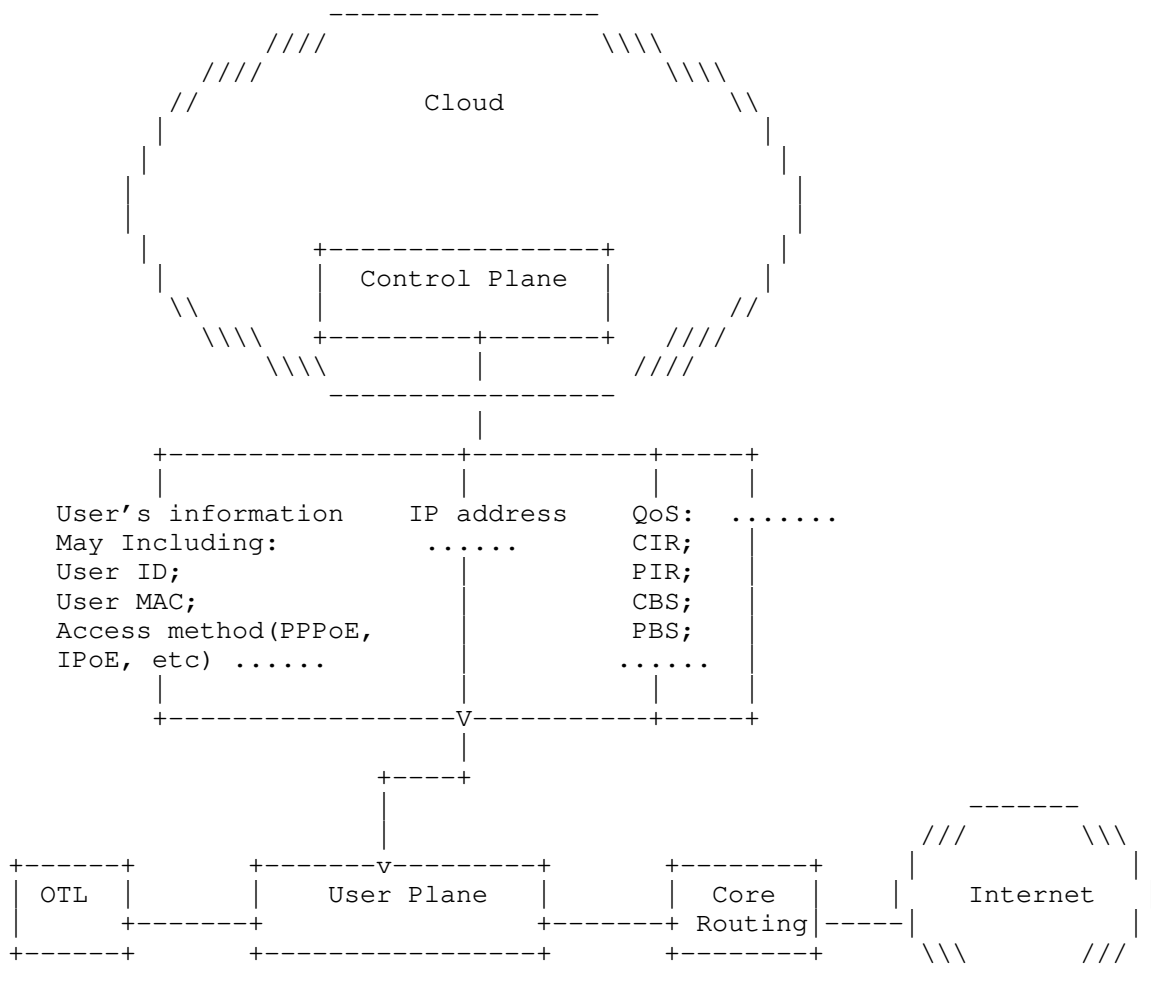 Cloud
Control Plane
User's information IP address QoS: .......
May Including: ...... CIR;
User ID; PIR;
User MAC; CBS;
Access method(PPPoE, PBS;
IPoE, etc) ...... ......
OTL User Plane Core Internet
Routing